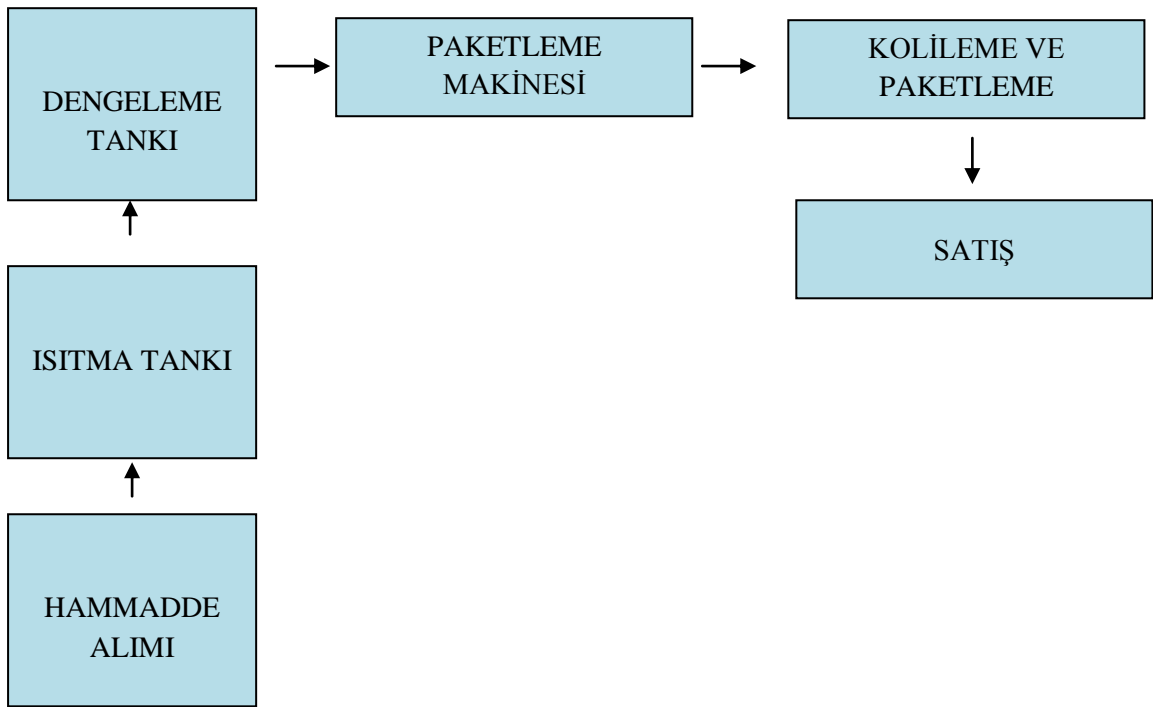 DENGELEME
TANKI
PAKETLEME
MAKİNESİ
KOLİLEME VE
PAKETLEME
SATIŞ
ISITMA TANKI
HAMMADDE
ALIMI